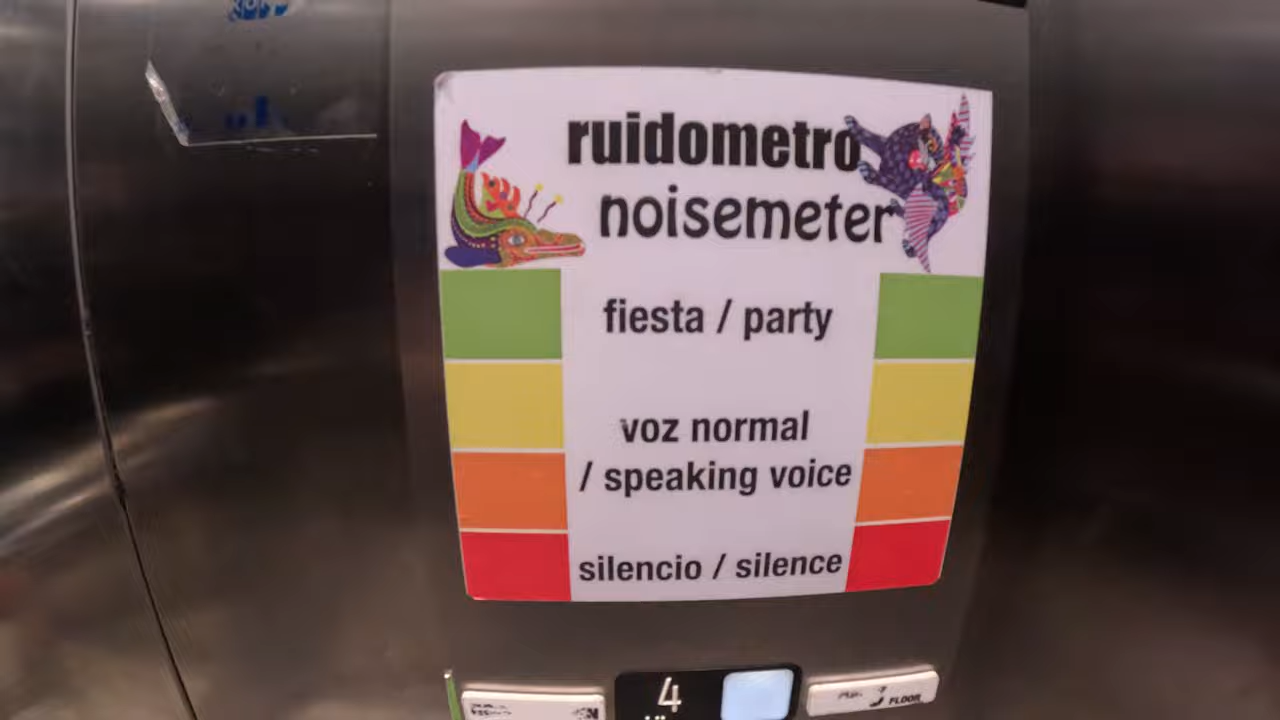 ruidometro
noisemeter
fiesta / party
voz normal
/ speaking voice
silencio / silence
4
FLOOR